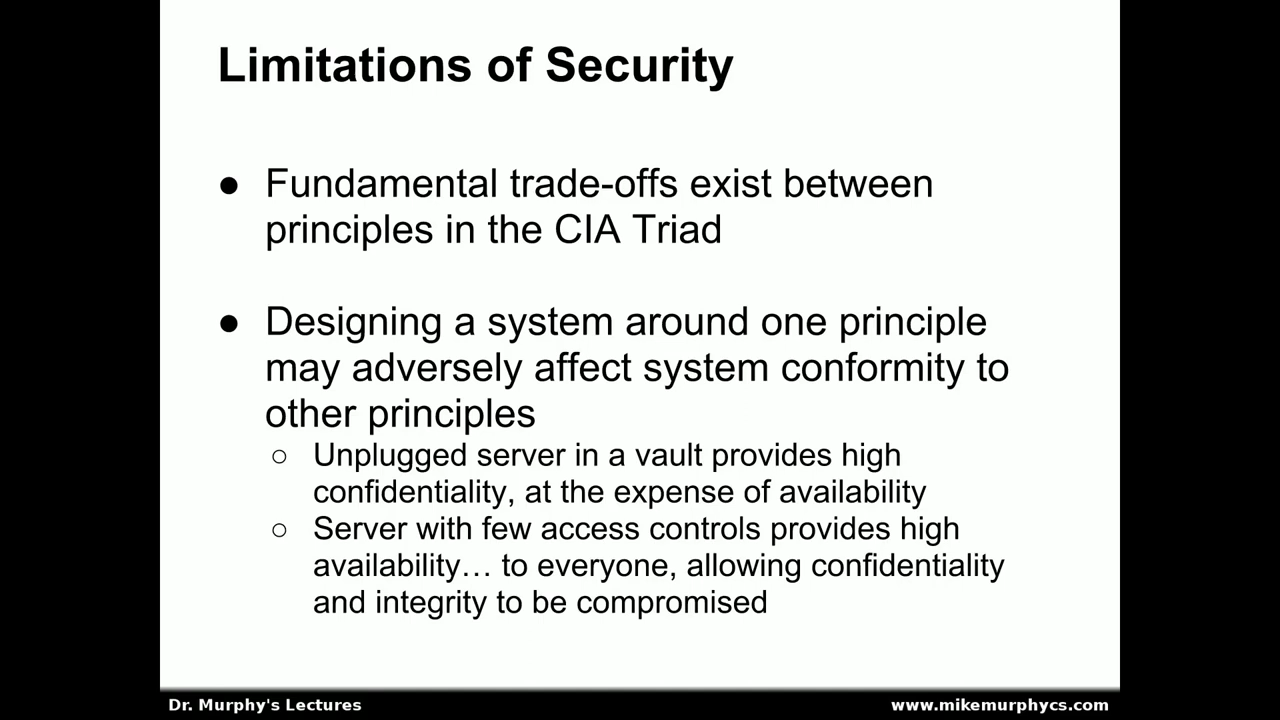 Limitations of Security
● Fundamental trade-offs exist between
principles in the CIA Triad
● Designing a system around one principle
may adversely affect system conformity to
other principles
○ Unplugged server in a vault provides high
confidentiality, at the expense of availability
○ Server with few access controls provides high
availability… to everyone, allowing confidentiality
and integrity to be compromised
Dr. Murphy's Lectures
www.mikemurphycs.com